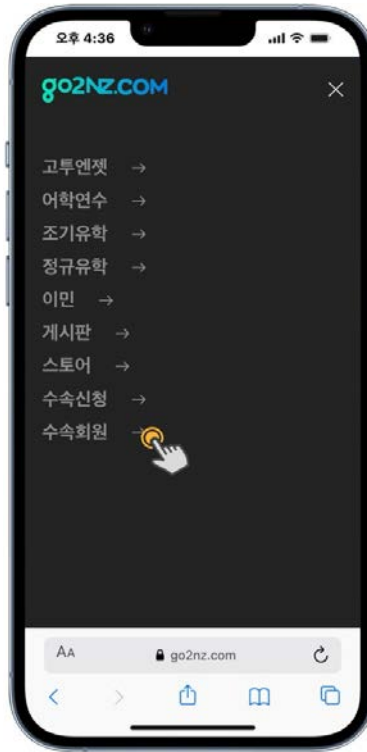 오후 4:36
go2NZ.COM
고투엔젯
어학연수
조기유학
정규유학
이민
게시판
스토어
수속신청
수속회원
AA
go2nz.com